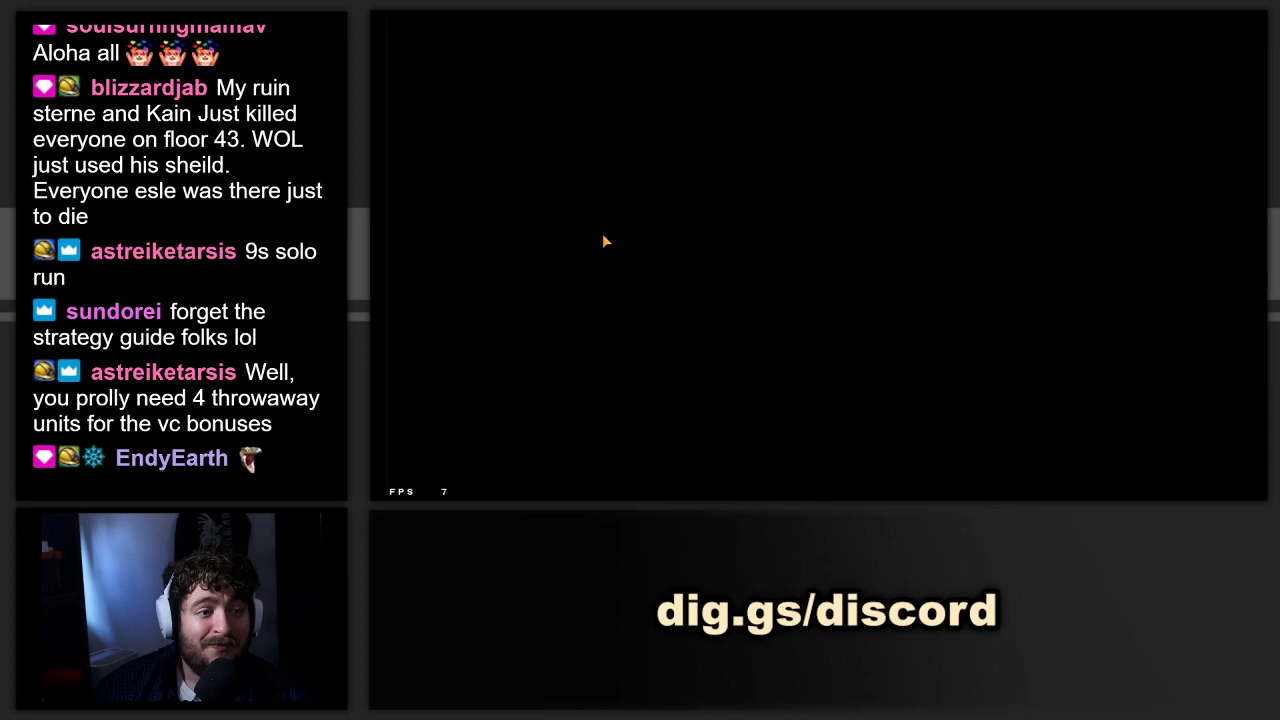 soulsurfingmamav
Aloha all
blizzardjab My ruin
sterne and Kain Just killed
everyone on floor 43. WOL
just used his sheild.
Everyone esle was there just
to die
astreiketarsis 9s solo
run
sundorei forget the
strategy guide folks lol
astreiketarsis Well,
you prolly need 4 throwaway
units for the vc bonuses
EndyEarth
FPS 7
dig.gs/discord